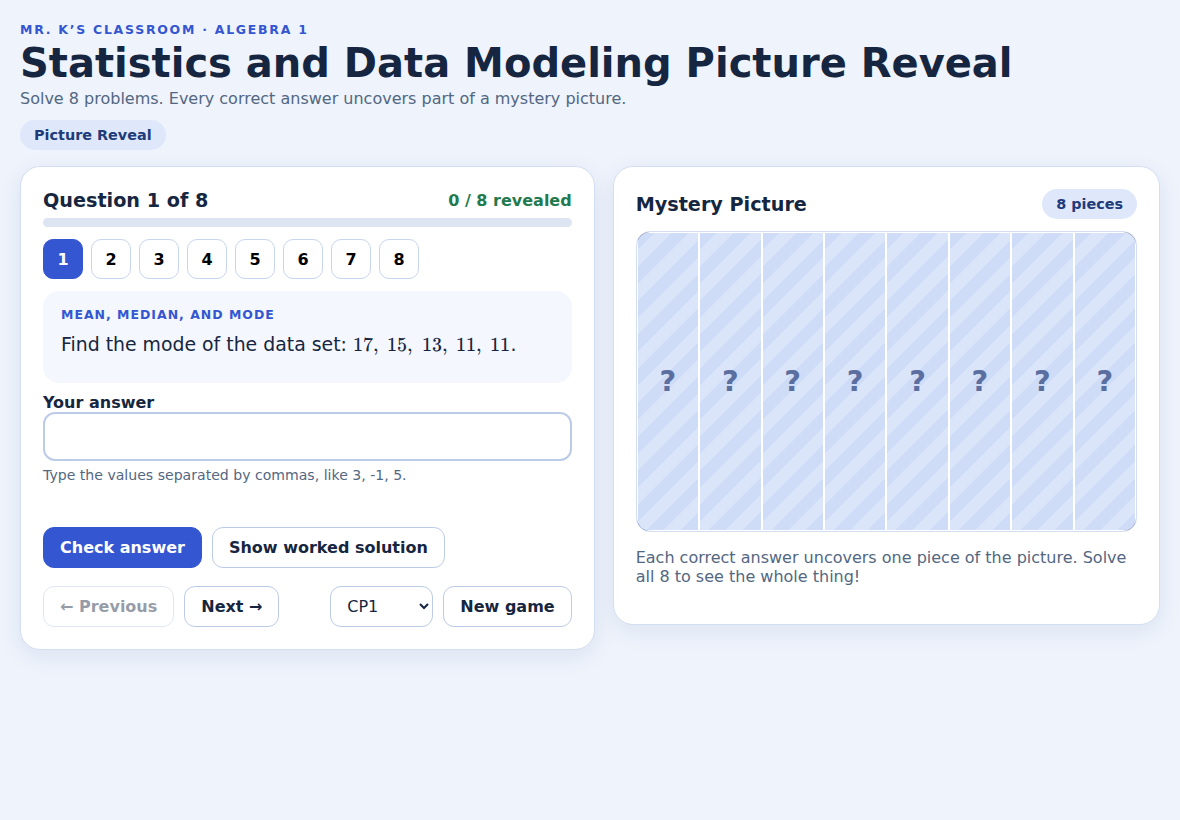 MR. K’S CLASSROOM · ALGEBRA 1
Statistics and Data Modeling Picture Reveal
Solve 8 problems. Every correct answer uncovers part of a mystery picture.
Picture Reveal
Question 1 of 8
0 / 8 revealed
1 2 3 4 5 6 7 8
MEAN, MEDIAN, AND MODE
Find the mode of the data set: 17, 15, 13, 11, 11.
Your answer
Type the values separated by commas, like 3, -1, 5.
Check answer
Show worked solution
← Previous
Next →
CP1
New game
Mystery Picture
8 pieces
? ? ? ? ? ? ? ?
Each correct answer uncovers one piece of the picture. Solve
all 8 to see the whole thing!